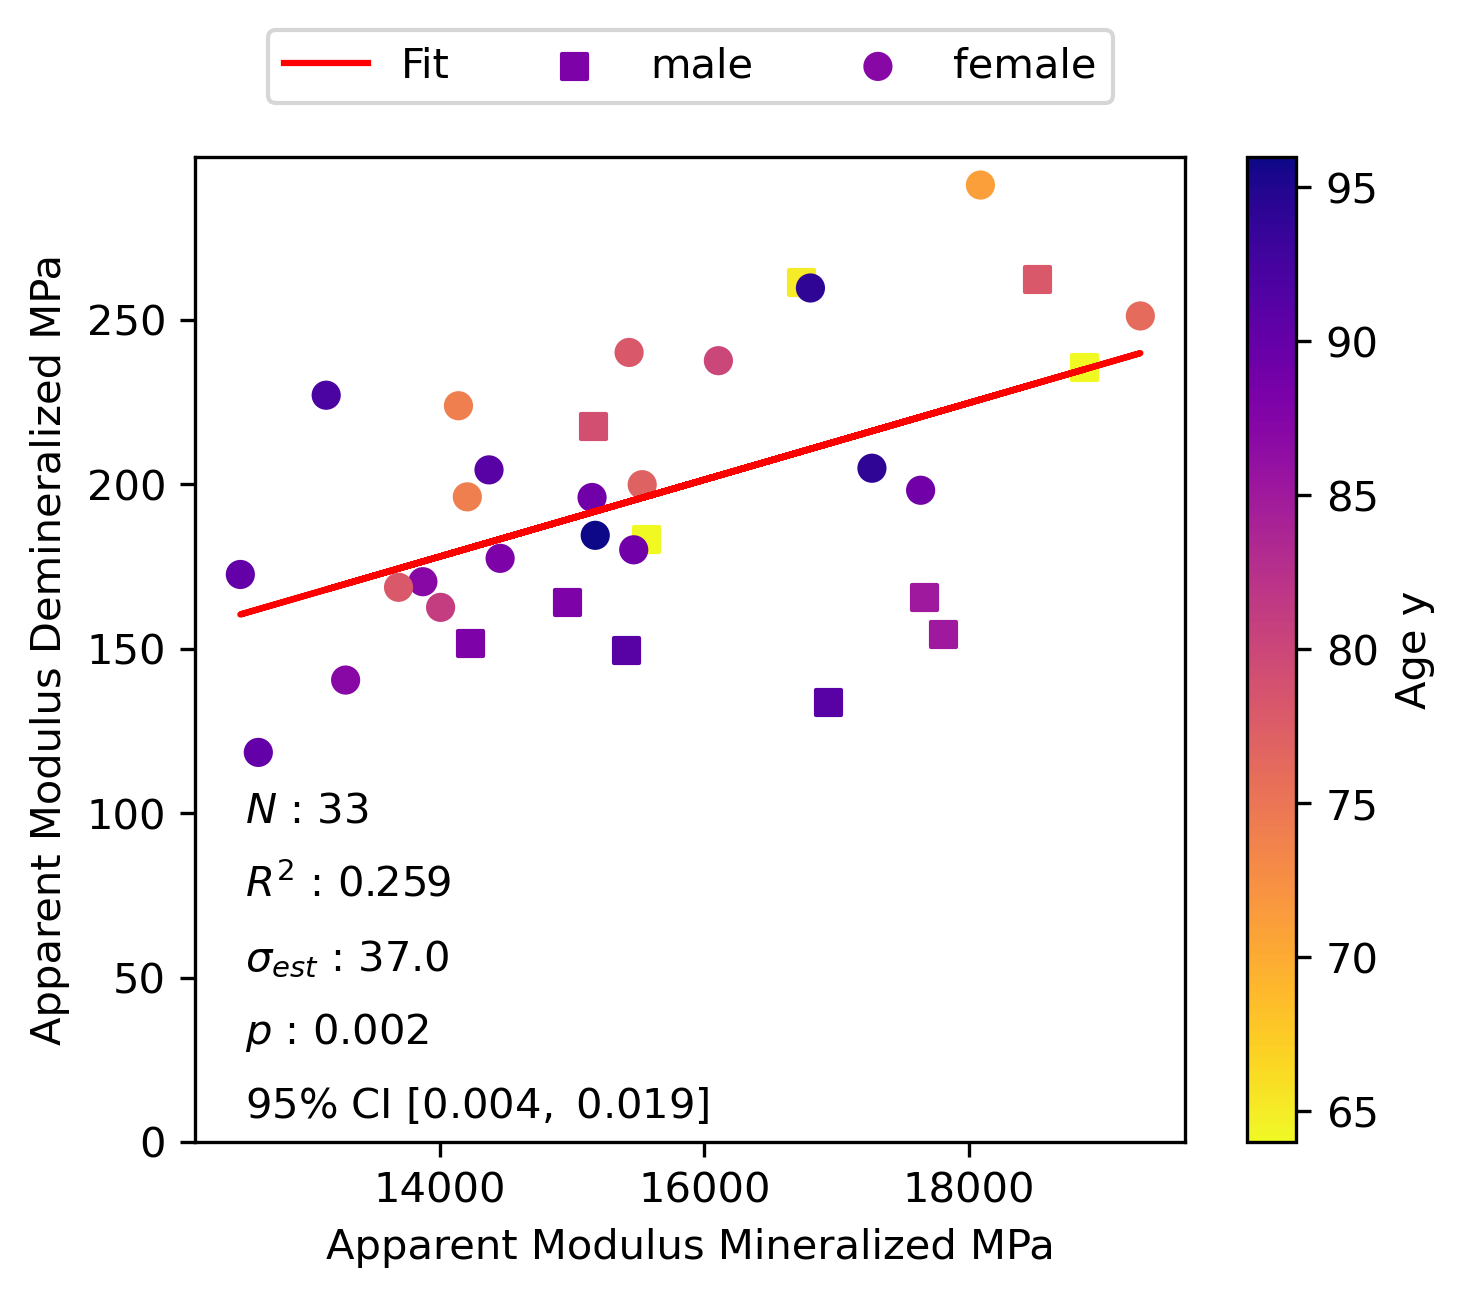 Fit male female
250
200
150
100
50
0
Apparent Modulus Demineralized MPa
N : 33
R² : 0.259
σ_est : 37.0
p : 0.002
95% CI [0.004, 0.019]
14000 16000 18000
Apparent Modulus Mineralized MPa
95
90
85
80
75
70
65
Age y